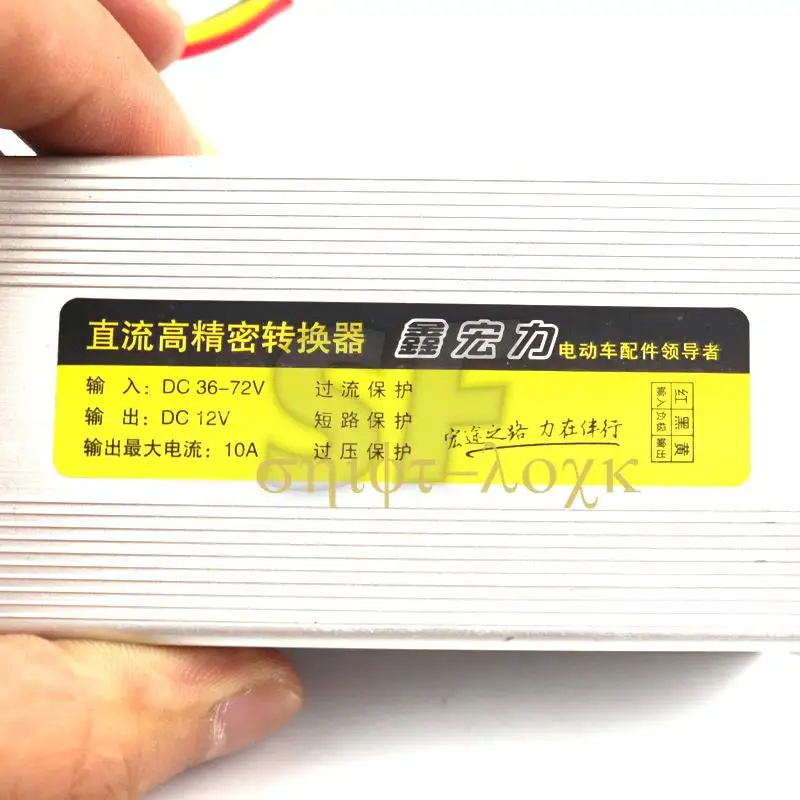 直流高精密转换器 鑫宏力 电动车配件领导者
输 入：DC 36-72V 过流保护
输 出：DC 12V 短路保护
输出最大电流：10A 过压保护
宏途之路 力在伴行
红 黑 黄
输入 负极 输出
SF
σηιφτ-λοχκ